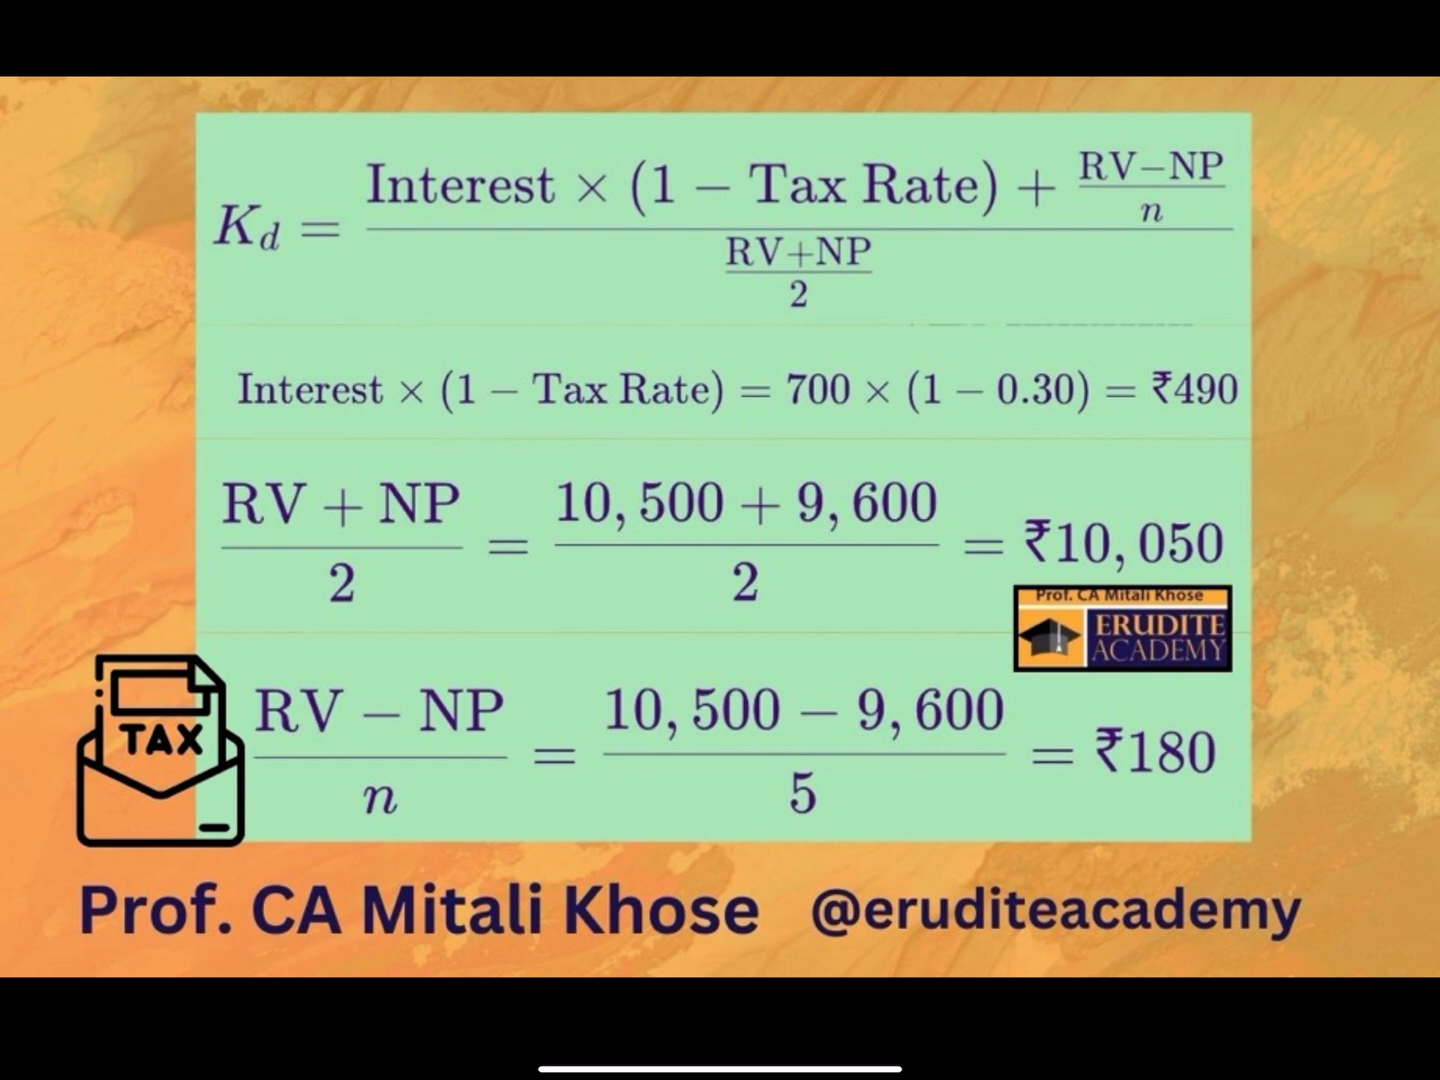 K_d = (Interest × (1 − Tax Rate) + (RV−NP)/n) / ((RV+NP)/2)
Interest × (1 − Tax Rate) = 700 × (1 − 0.30) = ₹490
(RV + NP)/2 = (10, 500 + 9, 600)/2 = ₹10, 050
Prof. CA Mitali Khose
ERUDITE
ACADEMY
(RV − NP)/n = (10, 500 − 9, 600)/5 = ₹180
TAX
Prof. CA Mitali Khose @eruditeacademy